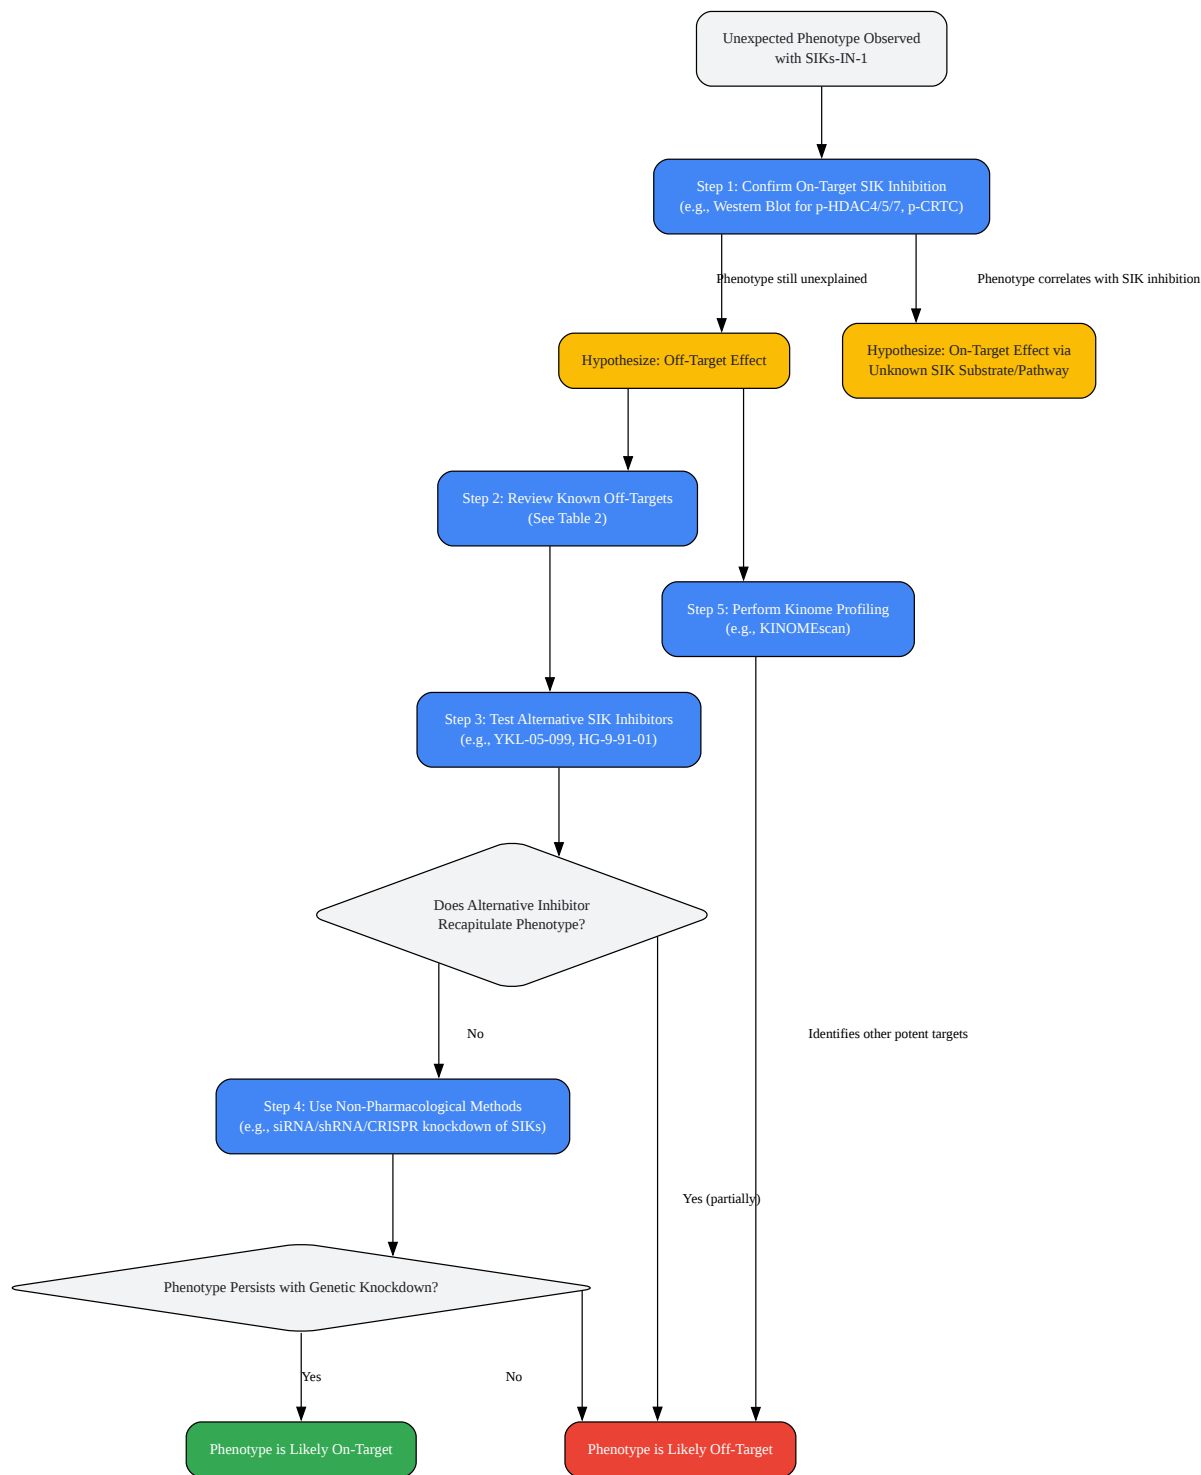 Unexpected Phenotype Observed
with SIKs-IN-1
Step 1: Confirm On-Target SIK Inhibition
(e.g., Western Blot for p-HDAC4/5/7, p-CRTC)
Phenotype still unexplained
Phenotype correlates with SIK inhibition
Hypothesize: Off-Target Effect
Hypothesize: On-Target Effect via
Unknown SIK Substrate/Pathway
Step 2: Review Known Off-Targets
(See Table 2)
Step 5: Perform Kinome Profiling
(e.g., KINOMEscan)
Step 3: Test Alternative SIK Inhibitors
(e.g., YKL-05-099, HG-9-91-01)
Does Alternative Inhibitor
Recapitulate Phenotype?
No
Identifies other potent targets
Step 4: Use Non-Pharmacological Methods
(e.g., siRNA/shRNA/CRISPR knockdown of SIKs)
Yes (partially)
Phenotype Persists with Genetic Knockdown?
Yes
No
Phenotype is Likely On-Target
Phenotype is Likely Off-Target